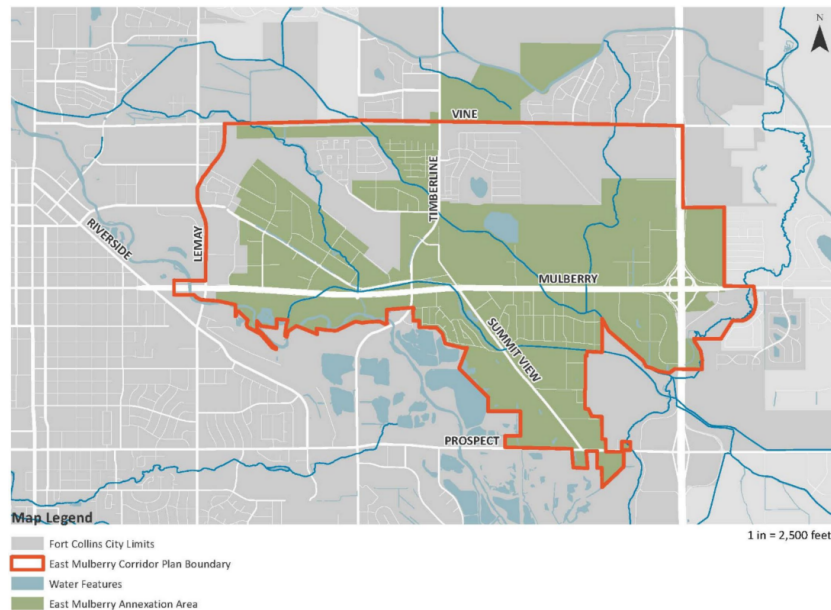 N
VINE
TIMBERLINE
RIVERSIDE
LEMAY
MULBERRY
SUMMIT VIEW
PROSPECT
Map Legend
1 in = 2,500 feet
Fort Collins City Limits
East Mulberry Corridor Plan Boundary
Water Features
East Mulberry Annexation Area